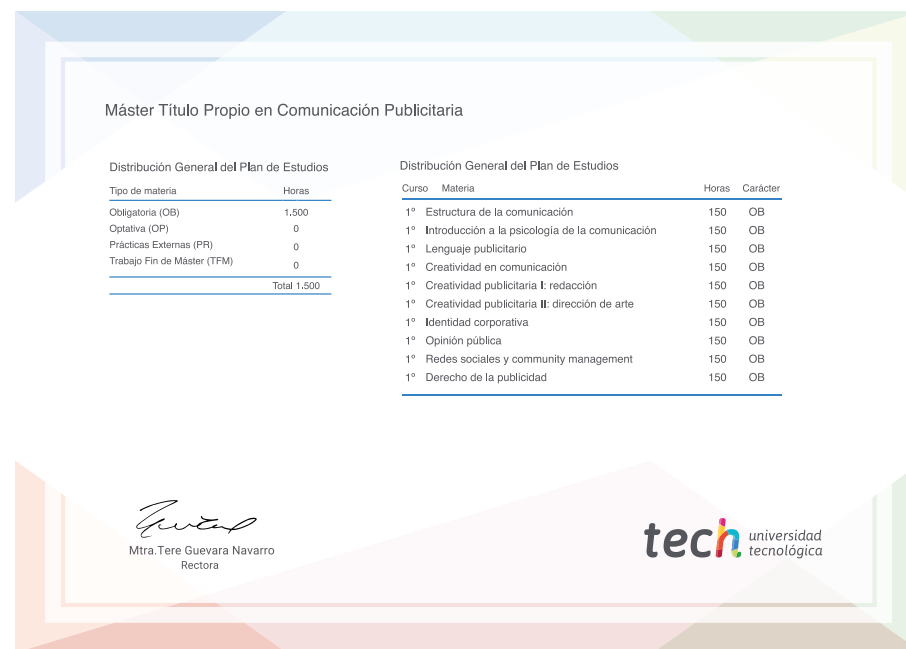 Máster Título Propio en Comunicación Publicitaria
Distribución General del Plan de Estudios
Tipo de materia Horas
Obligatoria (OB) 1.500
Optativa (OP) 0
Prácticas Externas (PR) 0
Trabajo Fin de Máster (TFM) 0
Total 1.500
Distribución General del Plan de Estudios
Curso Materia Horas Carácter
1º Estructura de la comunicación 150 OB
1º Introducción a la psicología de la comunicación 150 OB
1º Lenguaje publicitario 150 OB
1º Creatividad en comunicación 150 OB
1º Creatividad publicitaria I: redacción 150 OB
1º Creatividad publicitaria II: dirección de arte 150 OB
1º Identidad corporativa 150 OB
1º Opinión pública 150 OB
1º Redes sociales y community management 150 OB
1º Derecho de la publicidad 150 OB
Mtra.Tere Guevara Navarro
Rectora
tech universidad
tecnológica